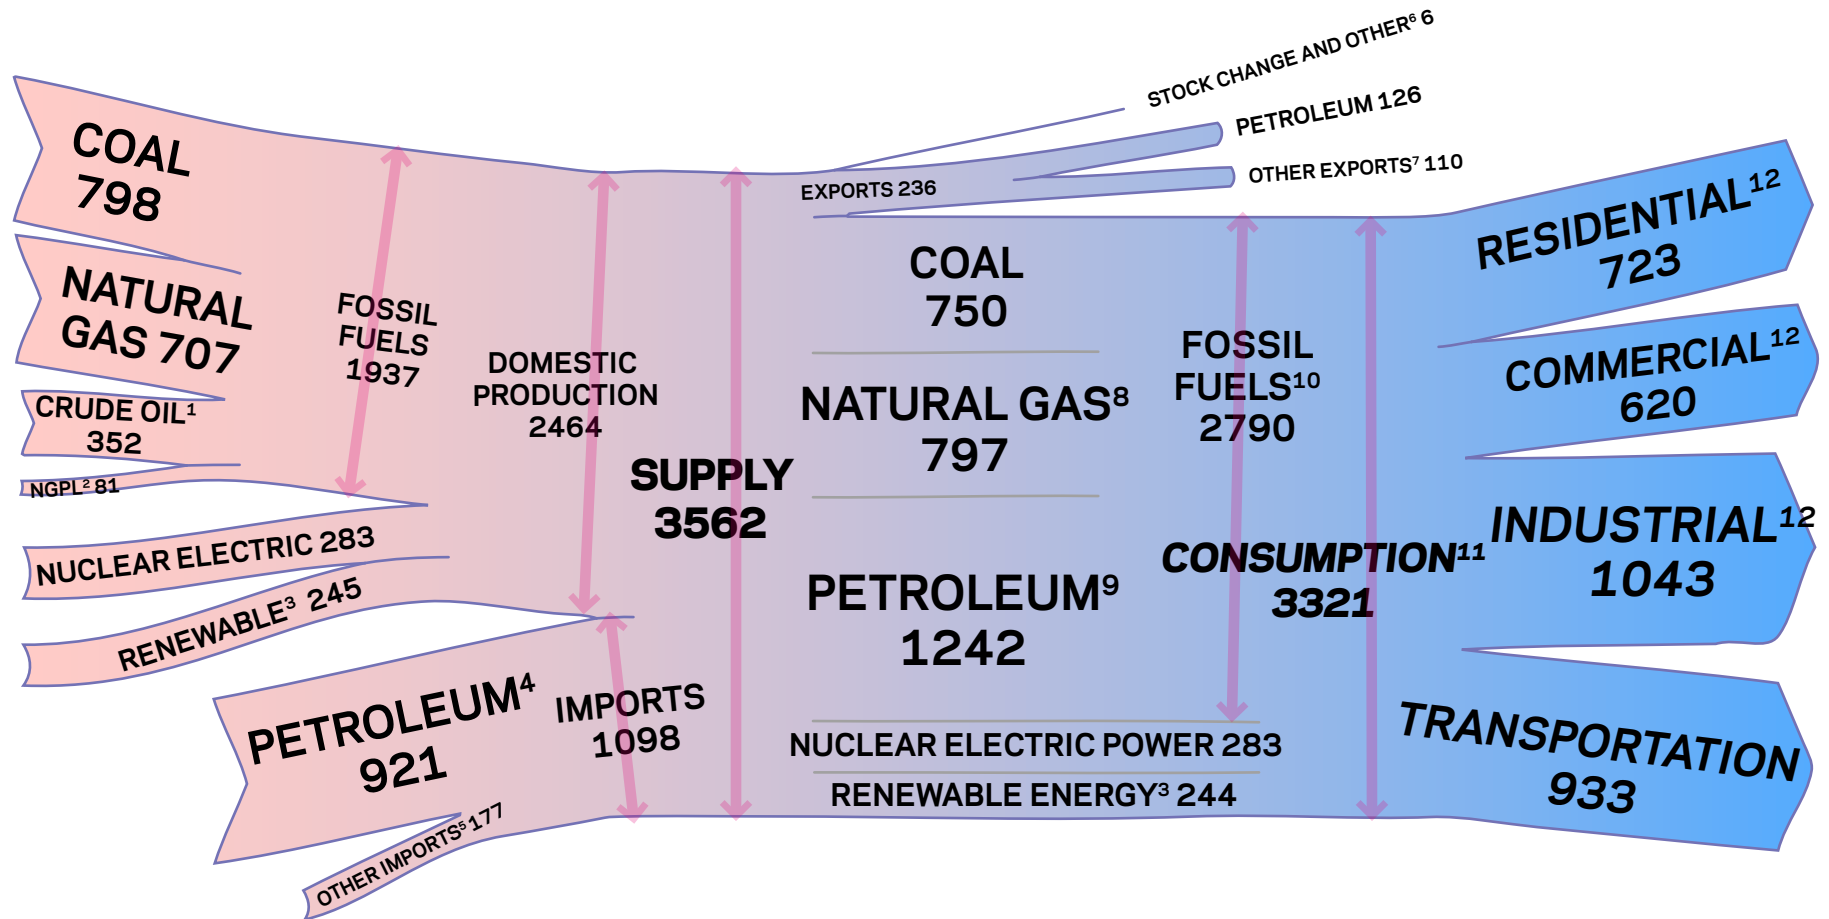 COAL
798
NATURAL
GAS 707
CRUDE OIL¹
352
NGPL² 81
NUCLEAR ELECTRIC 283
RENEWABLE³ 245
PETROLEUM⁴
921
OTHER IMPORTS⁵ 177
FOSSIL
FUELS
1937
DOMESTIC
PRODUCTION
2464
IMPORTS
1098
SUPPLY
3562
STOCK CHANGE AND OTHER⁶ 6
PETROLEUM 126
OTHER EXPORTS⁷ 110
EXPORTS 236
COAL
750
NATURAL GAS⁸
797
PETROLEUM⁹
1242
NUCLEAR ELECTRIC POWER 283
RENEWABLE ENERGY³ 244
FOSSIL
FUELS¹⁰
2790
CONSUMPTION¹¹
3321
RESIDENTIAL¹²
723
COMMERCIAL¹²
620
INDUSTRIAL¹²
1043
TRANSPORTATION
933